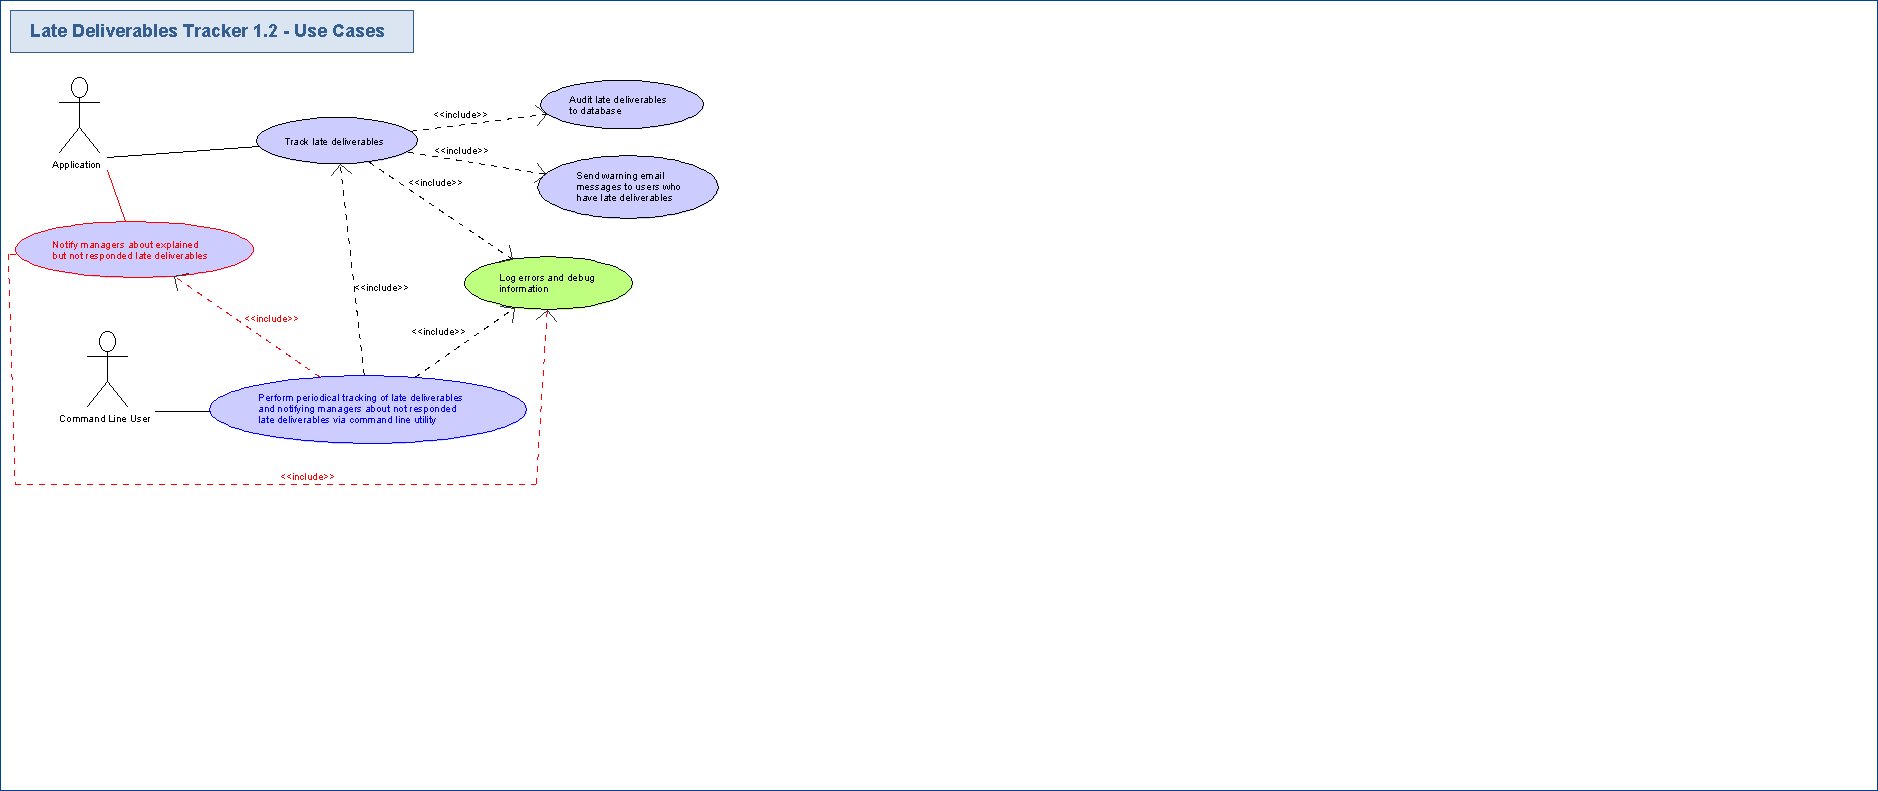 Late Deliverables Tracker 1.2 - Use Cases
Application
Track late deliverables
<<include>>
Audit late deliverables
to database
<<include>>
Send warning email
messages to users who
have late deliverables
<<include>>
Notify managers about explained
but not responded late deliverables
Log errors and debug
information
<<include>>
<<include>>
<<include>>
Command Line User
Perform periodical tracking of late deliverables
and notifying managers about not responded
late deliverables via command line utility
<<include>>